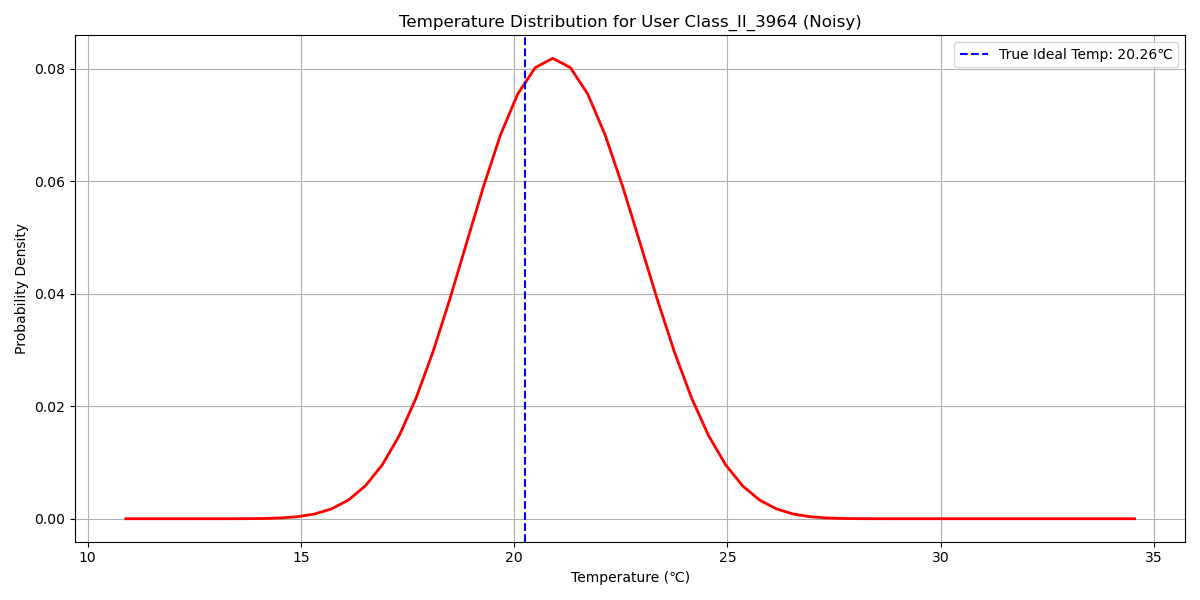 Temperature Distribution for User Class_II_3964 (Noisy)
True Ideal Temp: 20.26℃
Probability Density
0.08
0.06
0.04
0.02
0.00
10
15
20
25
30
35
Temperature (℃)